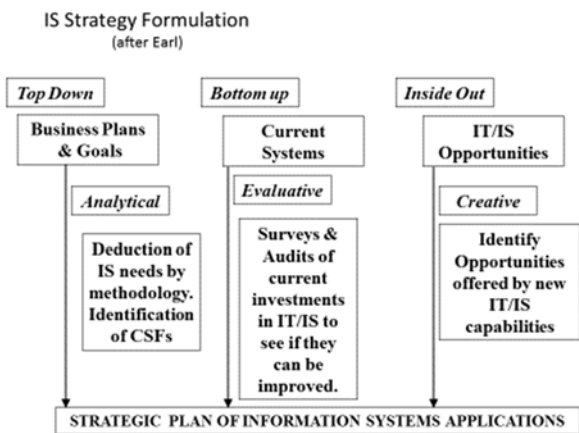 IS Strategy Formulation
(after Earl)
Top Down
Business Plans
& Goals
Analytical
Deduction of
IS needs by
methodology.
Identification
of CSFs
Bottom up
Current
Systems
Evaluative
Surveys &
Audits of
current
investments
in IT/IS to
see if they
can be
improved.
Inside Out
IT/IS
Opportunities
Creative
Identify
Opportunities
offered by new
IT/IS
capabilities
STRATEGIC PLAN OF INFORMATION SYSTEMS APPLICATIONS